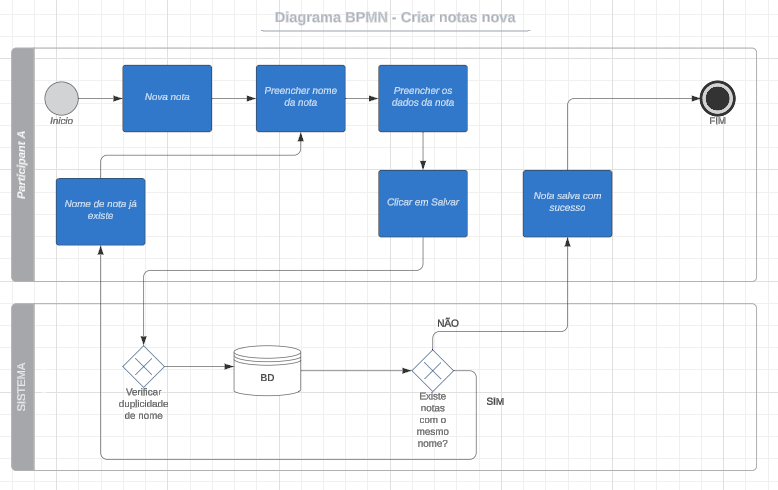 Diagrama BPMN - Criar notas nova
Participant A
Inicio
Nova nota
Preencher nome
da nota
Preencher os
dados da nota
FIM
Nome de nota já
existe
Clicar em Salvar
Nota salva com
sucesso
SISTEMA
Verificar
duplicidade
de nome
BD
NÃO
Existe
notas
com o
mesmo
nome?
SIM